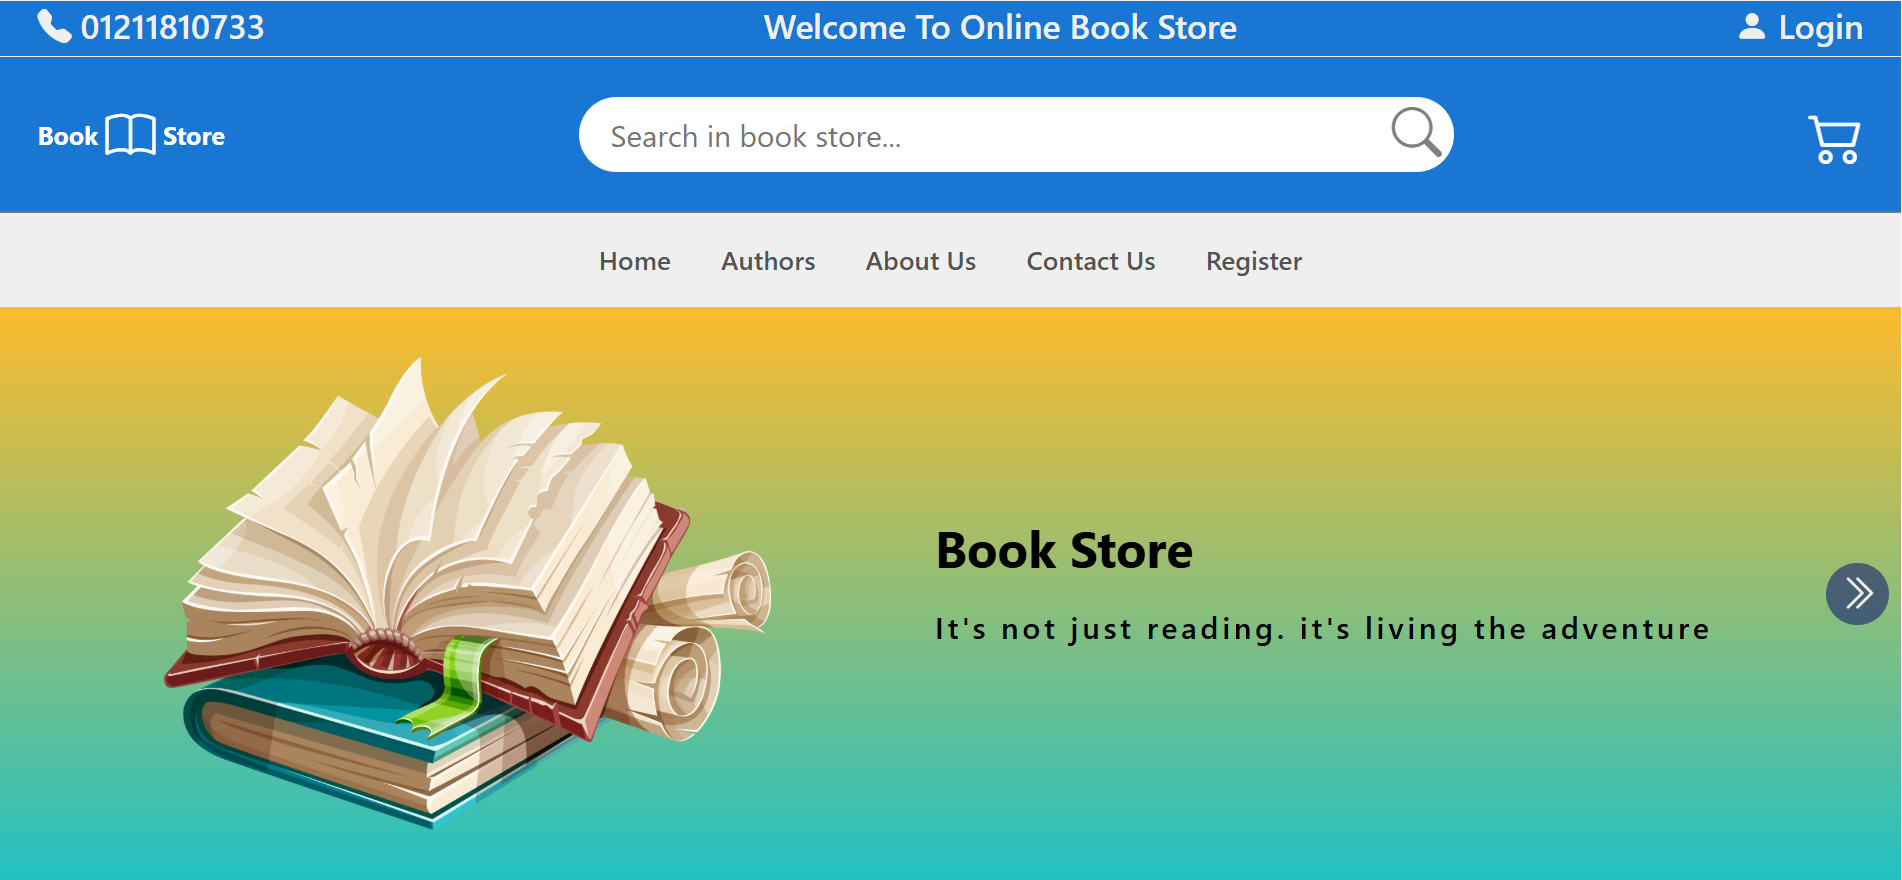 01211810733 Welcome To Online Book Store Login
Book Store
Search in book store...
Home Authors About Us Contact Us Register
Book Store
It's not just reading. it's living the adventure